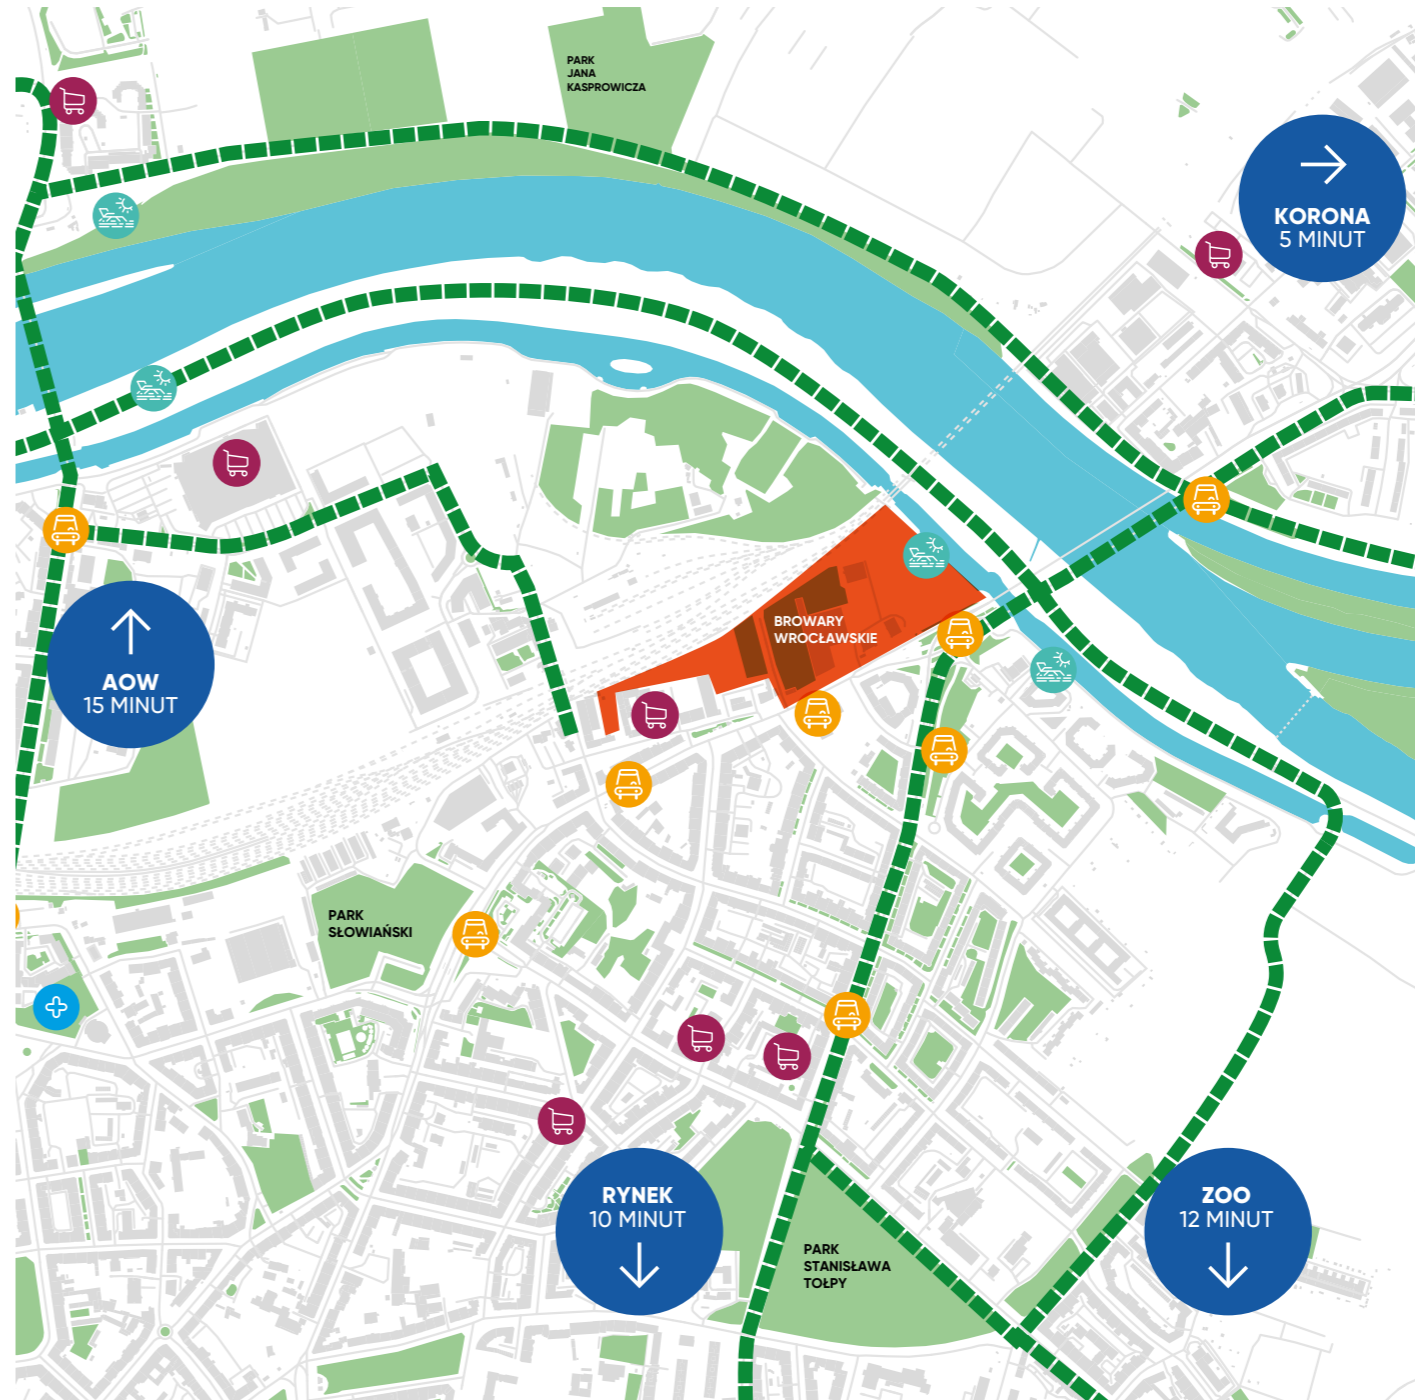 PARK
JANA
KASPROWICZA
KORONA
5 MINUT
BROWARY
WROCŁAWSKIE
AOW
15 MINUT
PARK
SŁOWIAŃSKI
RYNEK
10 MINUT
ZOO
12 MINUT
PARK
STANISŁAWA
TOŁPY